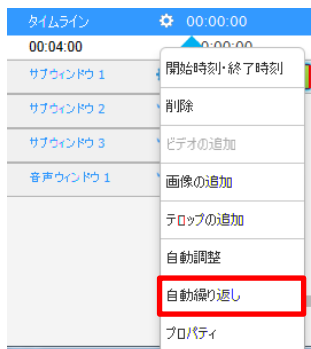 タイムライン 00:00:00
00:04:00 0:00:00
サブウィンドウ 1
サブウィンドウ 2
サブウィンドウ 3
音声ウィンドウ 1
開始時刻・終了時刻
削除
ビデオの追加
画像の追加
テロップの追加
自動調整
自動繰り返し
プロパティ